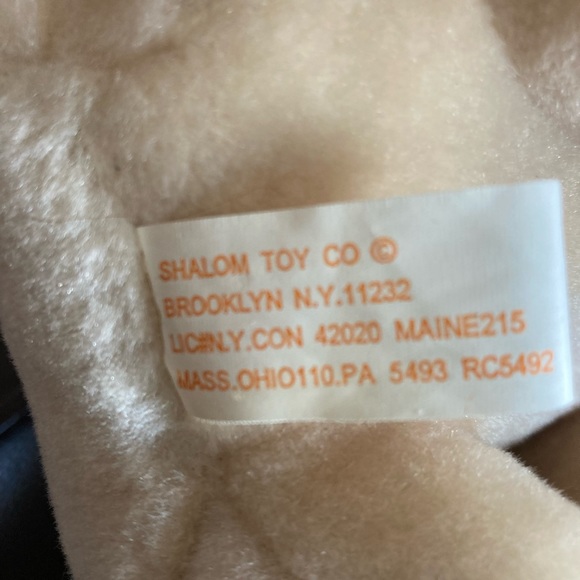 SHALOM TOY CO ©
BROOKLYN N.Y.11232
LIC#N.Y.CON 42020 MAINE215
MASS.OHIO110.PA 5493 RC5492